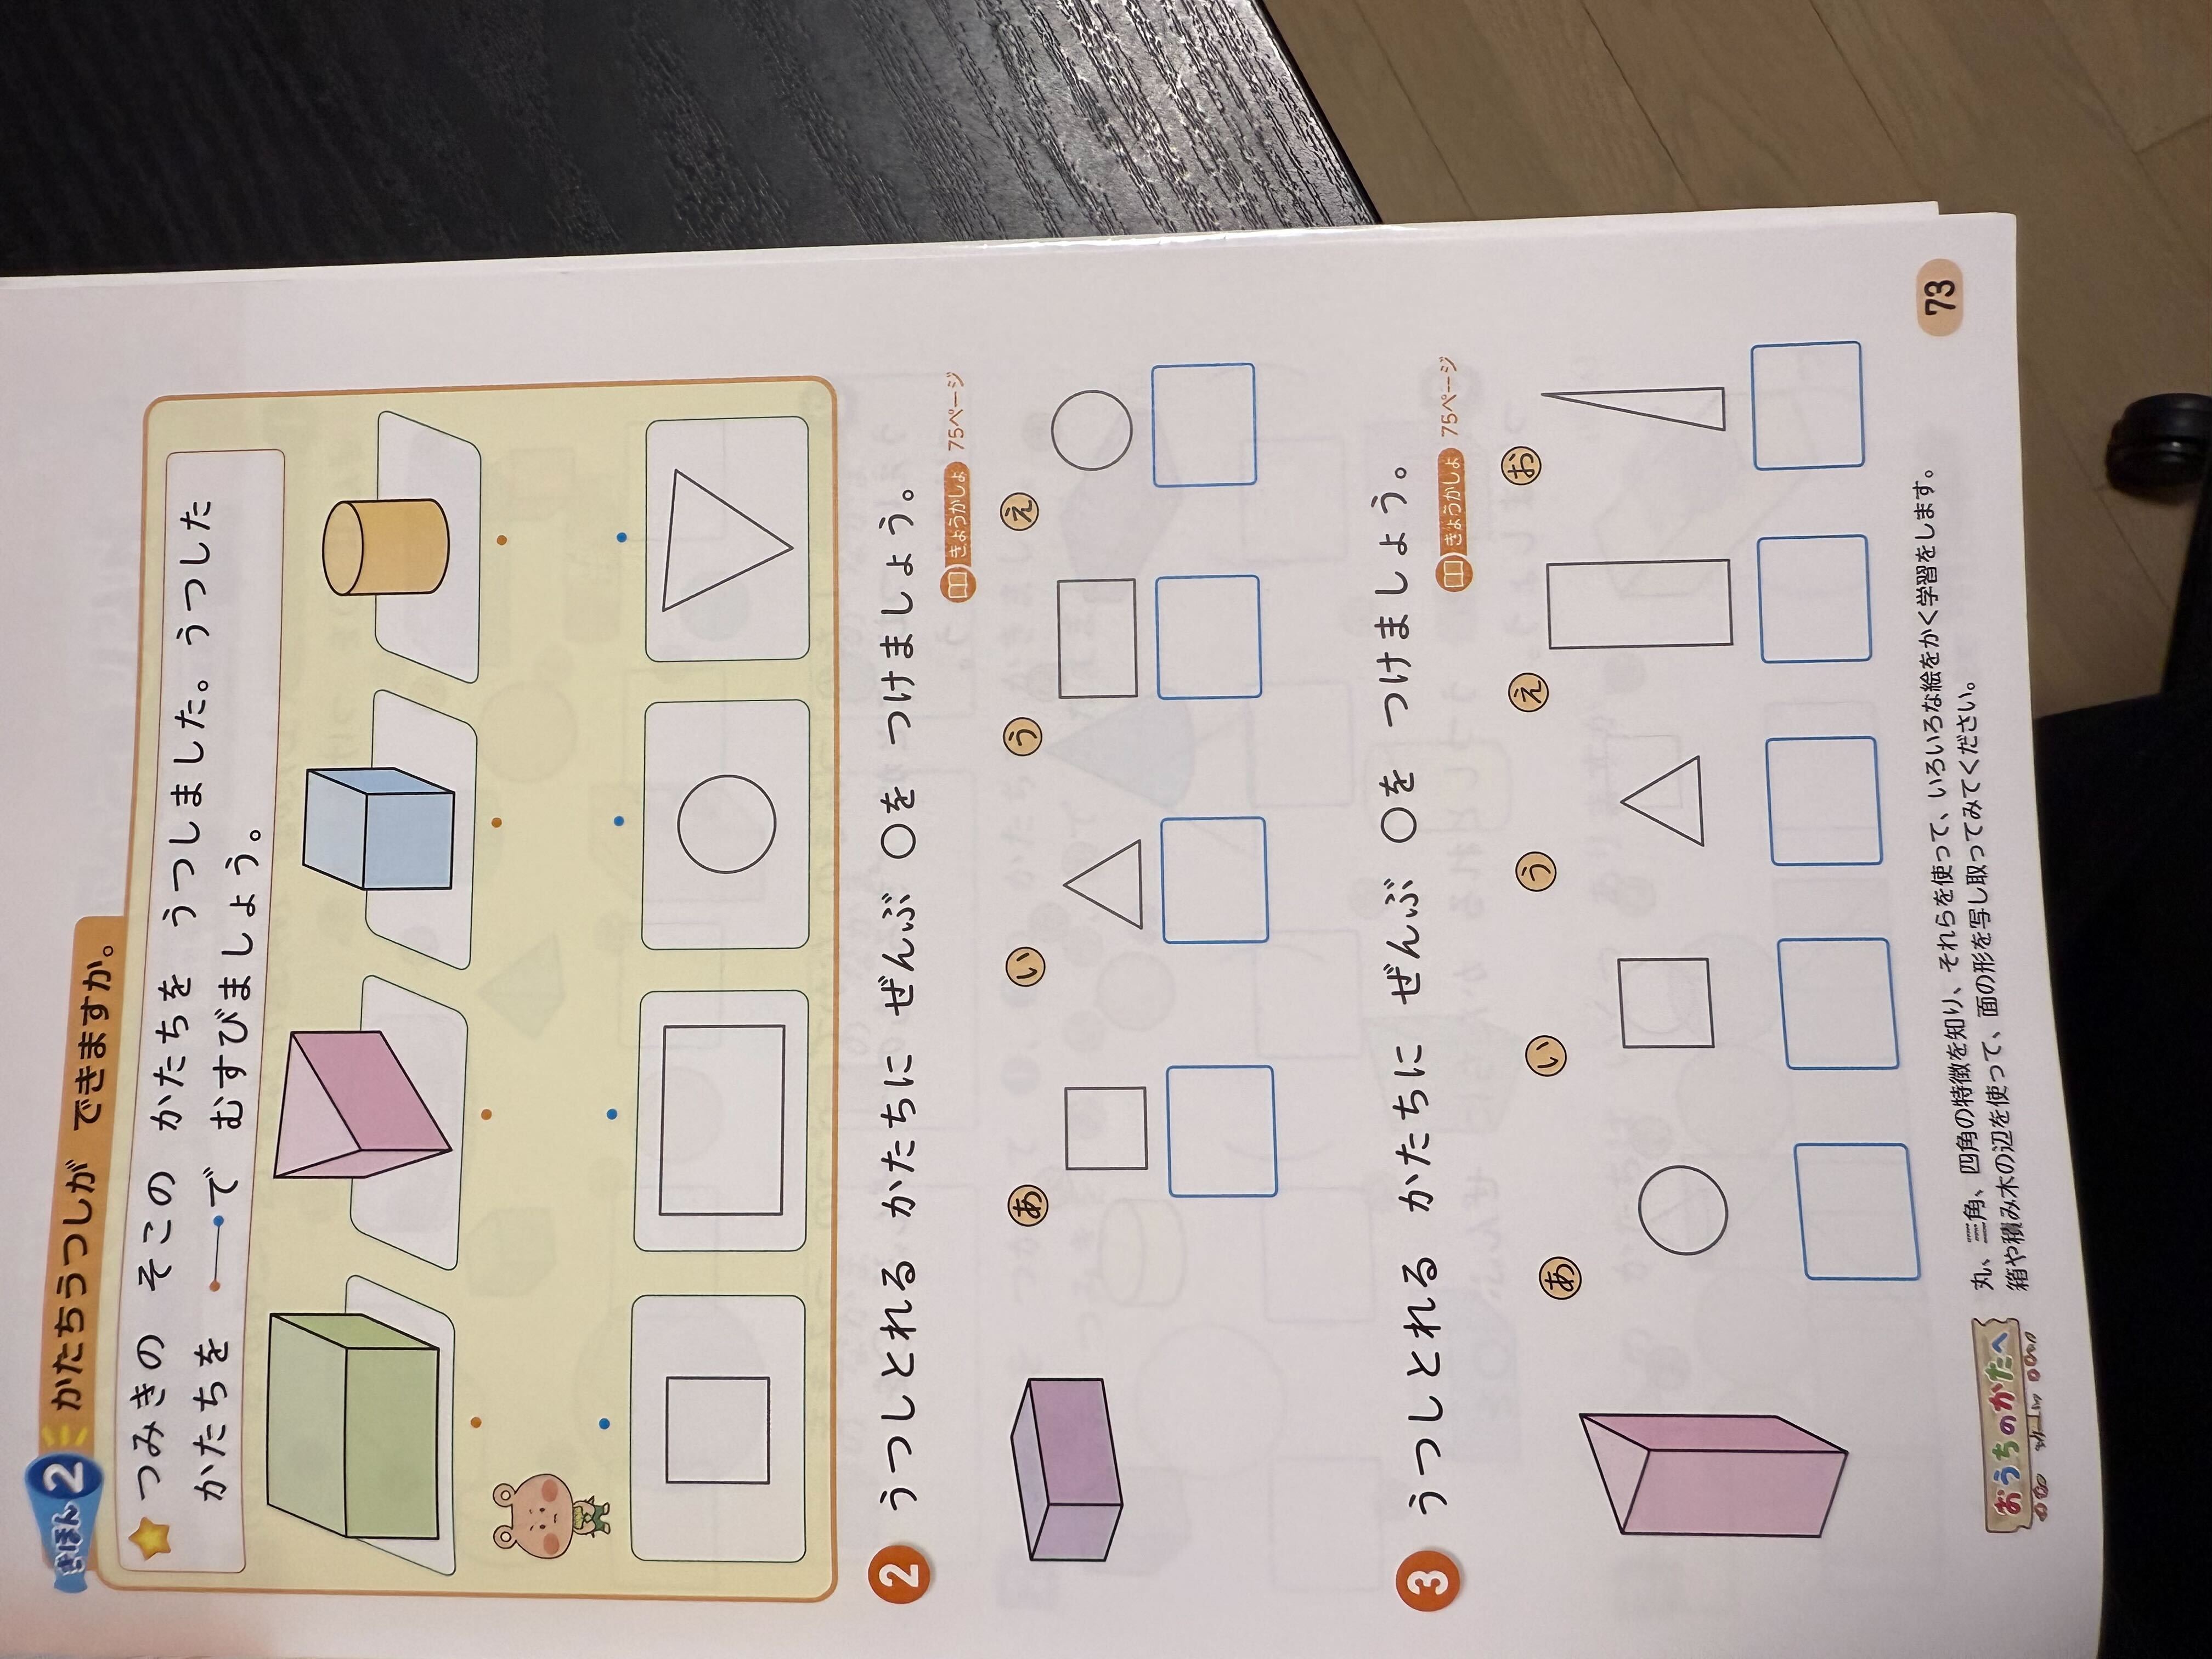 きほん2 かたちうつしが できますか。
つみきの そこの かたちを うつしました。うつした
かたちを ・──・で むすびましょう。
2 うつしとれる かたちに ぜんぶ ○を つけましょう。
きょうかしょ 75ページ
あ い う え
3 うつしとれる かたちに ぜんぶ ○を つけましょう。
きょうかしょ 75ページ
あ い う え お
おうちのかたへ
丸、三角、四角の特徴を知り、それらを使って、いろいろな絵をかく学習をします。
箱や積み木の辺を使って、面の形を写し取ってみてください。
73